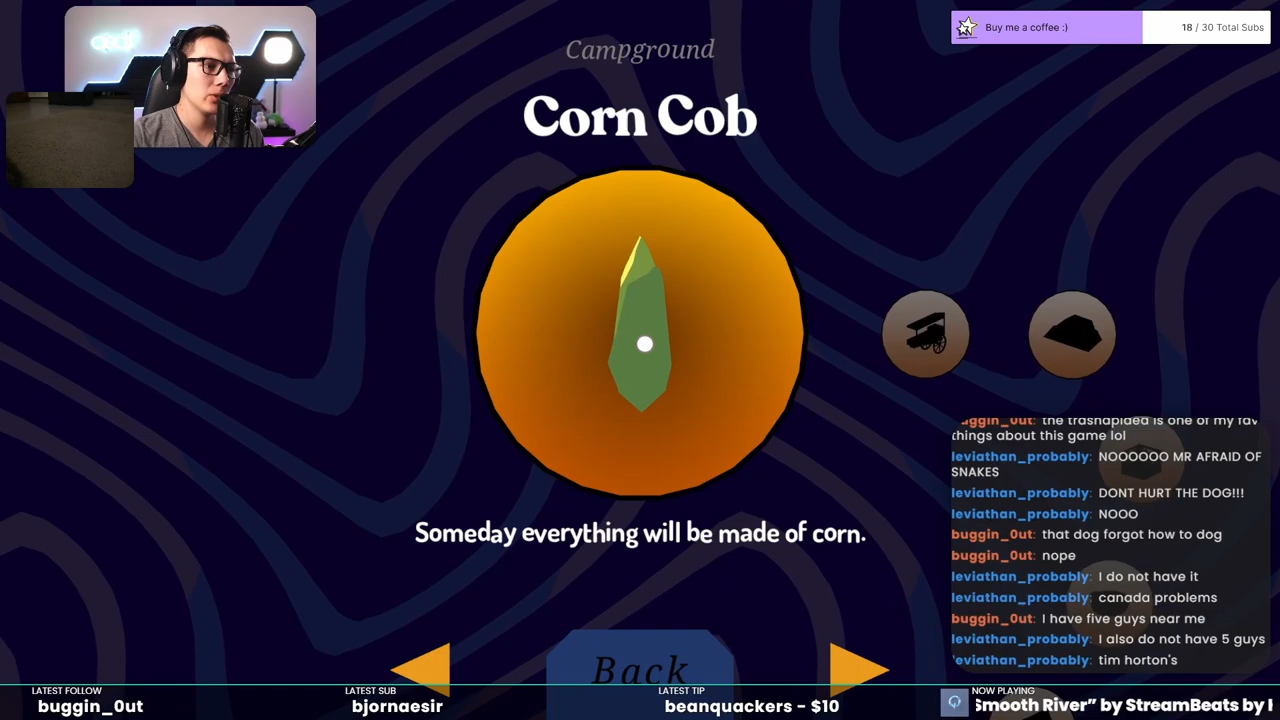 Campground
Corn Cob
Someday everything will be made of corn.
Back
Buy me a coffee :)
18 / 30 Total Subs
uggin_0ut: the trashapidea is one of my fav
things about this game lol
leviathan_probably: NOOOOOO MR AFRAID OF
SNAKES
leviathan_probably: DONT HURT THE DOG!!!
leviathan_probably: NOOO
buggin_0ut: that dog forgot how to dog
buggin_0ut: nope
leviathan_probably: I do not have it
leviathan_probably: canada problems
buggin_0ut: I have five guys near me
leviathan_probably: I also do not have 5 guys
leviathan_probably: tim horton's
LATEST FOLLOW
buggin_0ut
LATEST SUB
bjornaesir
LATEST TIP
beanquackers - $10
NOW PLAYING
Smooth River” by StreamBeats by